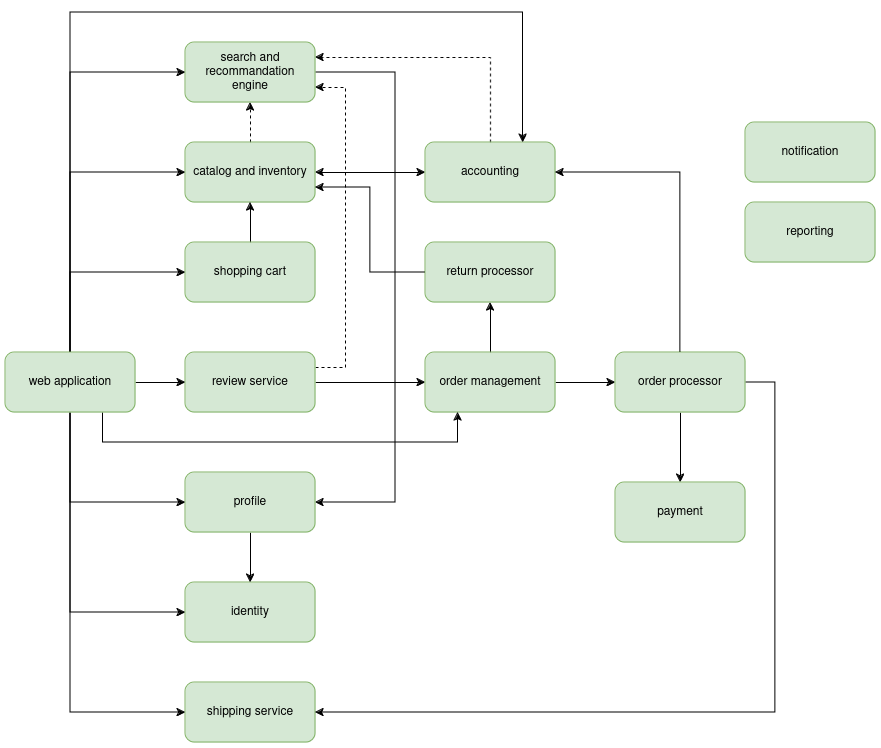 search and
recommandation
engine
catalog and inventory
accounting
notification
reporting
shopping cart
return processor
web application
review service
order management
order processor
profile
payment
identity
shipping service